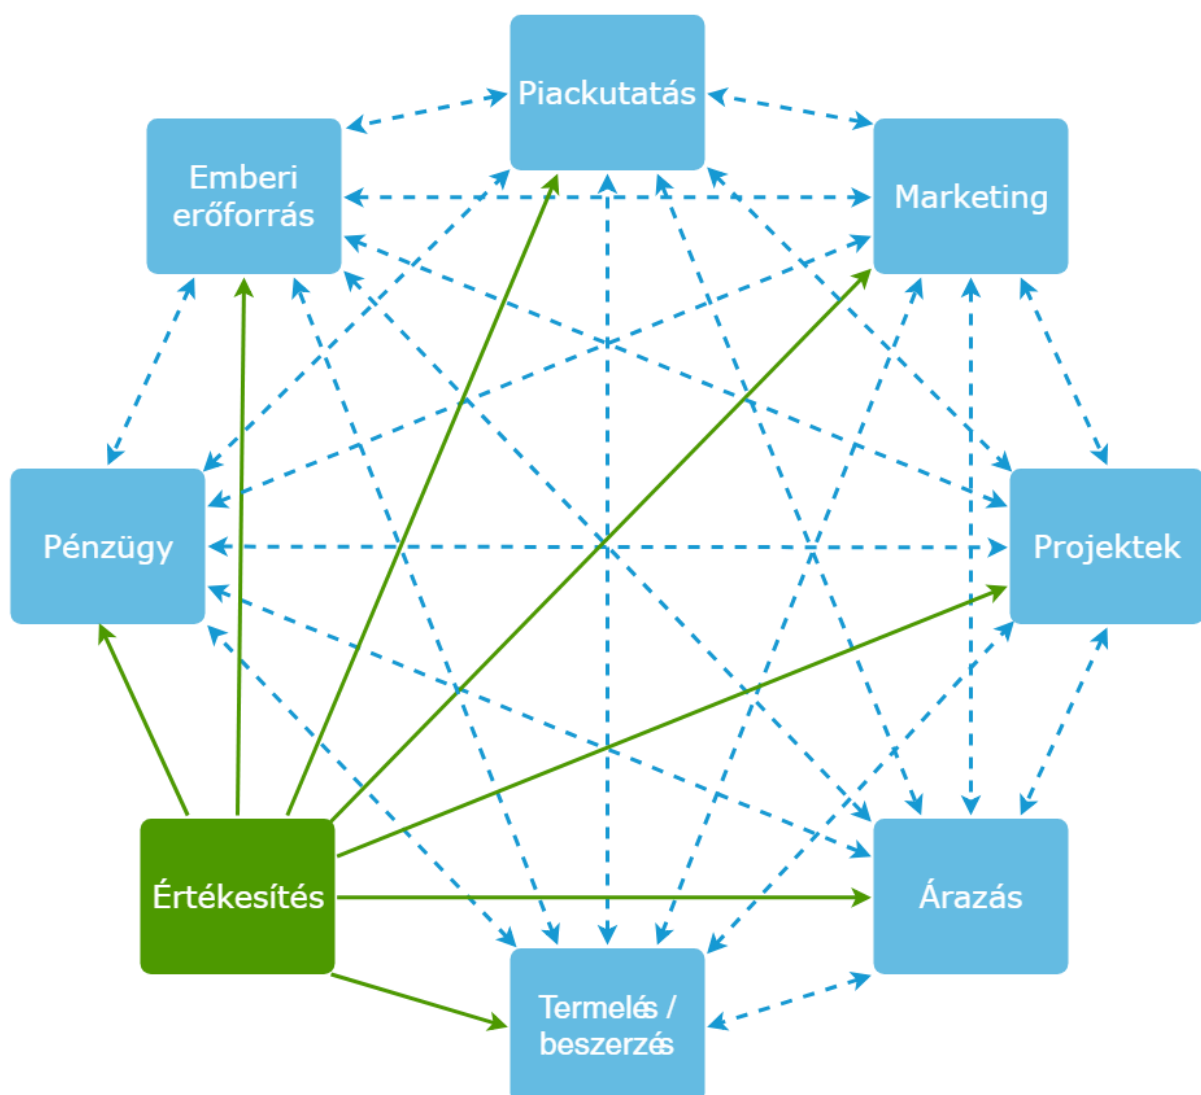 Piackutatás
Emberi
erőforrás
Marketing
Pénzügy
Projektek
Értékesítés
Árazás
Termelés /
beszerzés